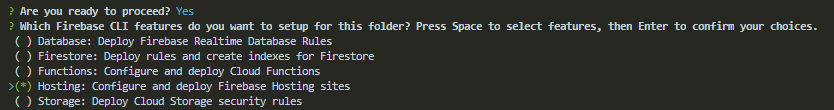 ? Are you ready to proceed? Yes
? Which Firebase CLI features do you want to setup for this folder? Press Space to select features, then Enter to confirm your choices.
( ) Database: Deploy Firebase Realtime Database Rules
( ) Firestore: Deploy rules and create indexes for Firestore
( ) Functions: Configure and deploy Cloud Functions
>(*) Hosting: Configure and deploy Firebase Hosting sites
( ) Storage: Deploy Cloud Storage security rules